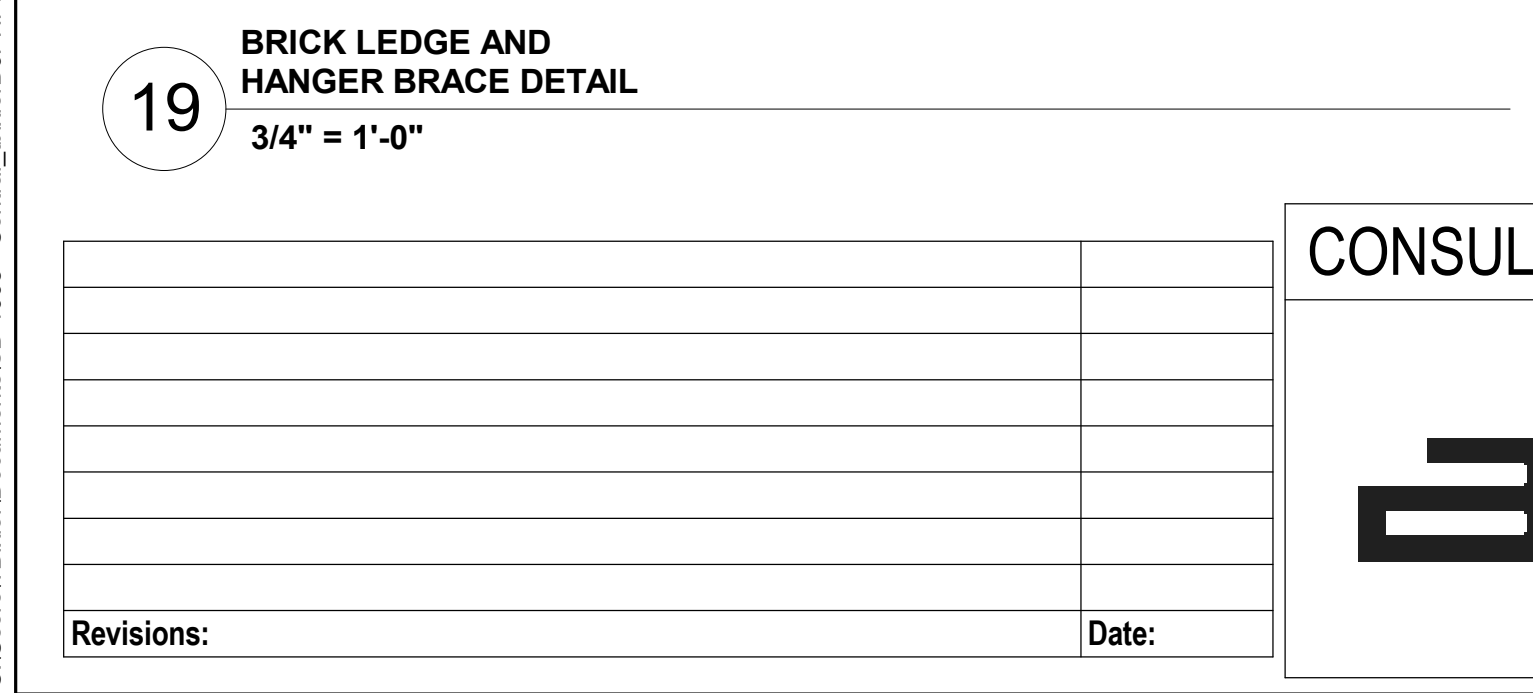 BRICK LEDGE AND
HANGER BRACE DETAIL
19
3/4" = 1'-0"
CONSUL
Revisions:
Date: